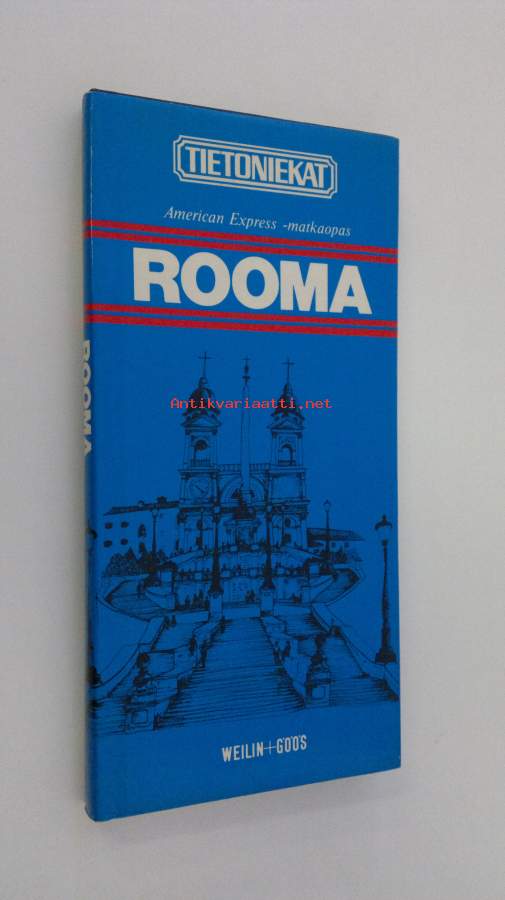 TIETONIEKAT
American Express -matkaopas
ROOMA
ROOMA
Antikvariaatti.net
WEILIN+GÖÖS